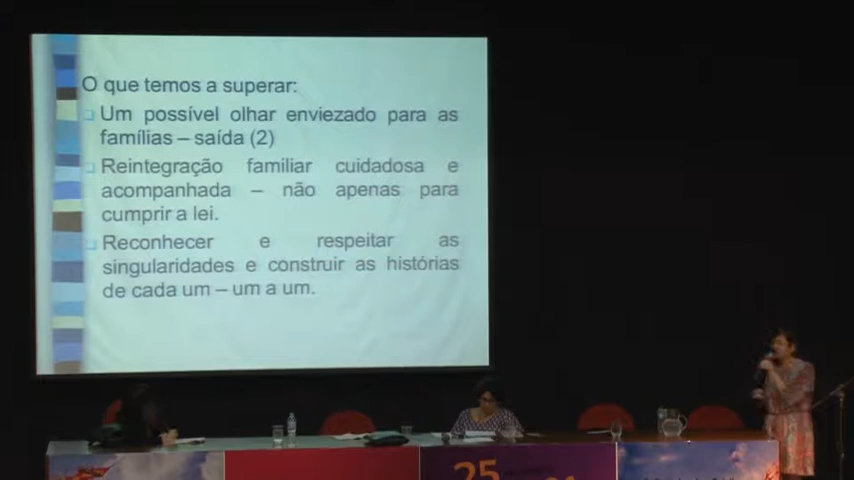 O que temos a superar:
Um possível olhar enviezado para as
famílias – saída (2)
Reintegração familiar cuidadosa e
acompanhada – não apenas para
cumprir a lei.
Reconhecer e respeitar as
singularidades e construir as histórias
de cada um – um a um.
25